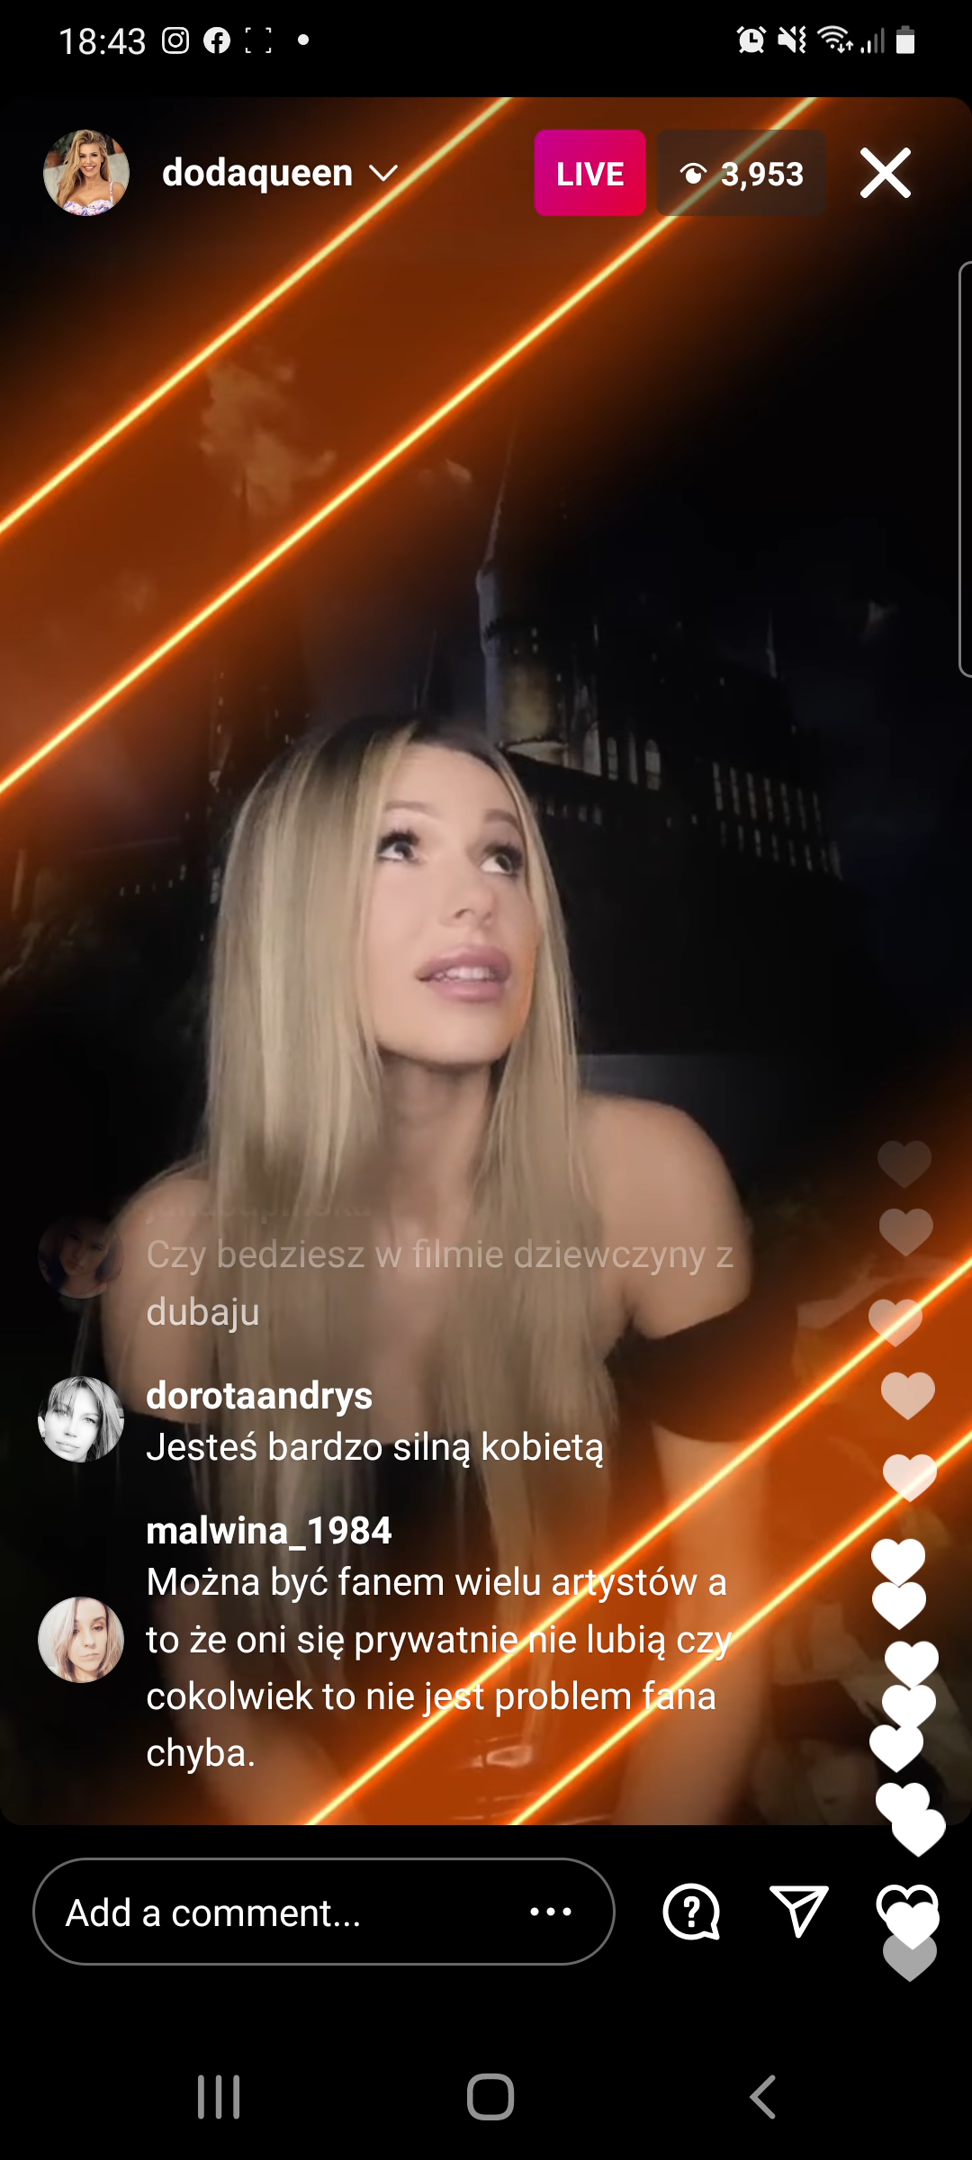 18:43
dodaqueen
LIVE
3,953
Czy bedziesz w filmie dziewczyny z
dubaju
dorotaandrys
Jesteś bardzo silną kobietą
malwina_1984
Można być fanem wielu artystów a
to że oni się prywatnie nie lubią czy
cokolwiek to nie jest problem fana
chyba.
Add a comment...